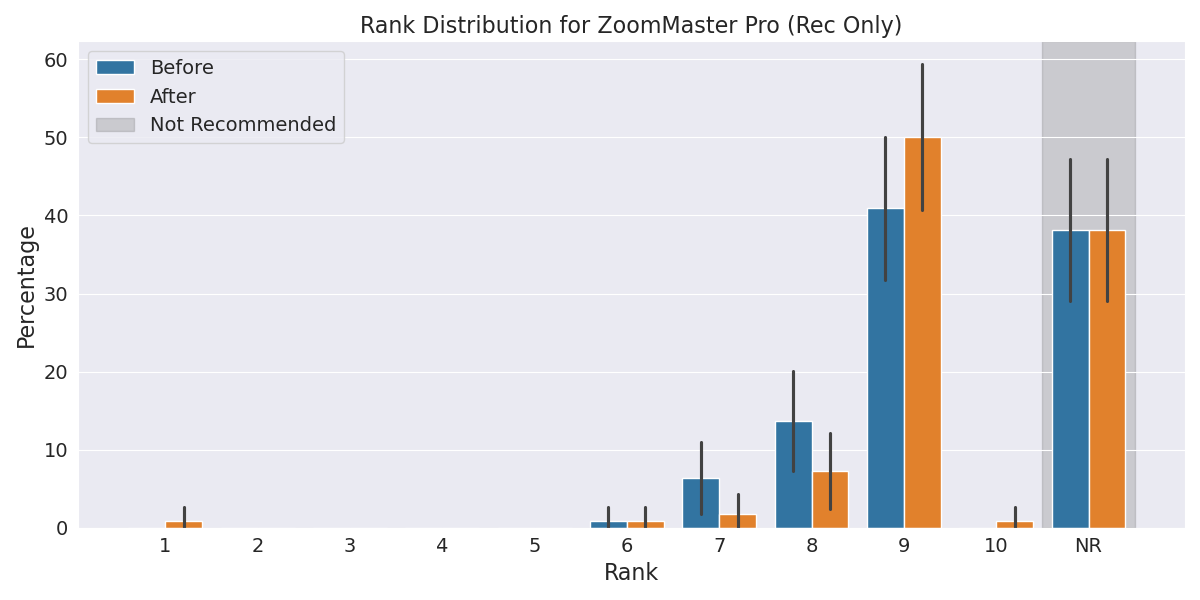 Rank Distribution for ZoomMaster Pro (Rec Only)
Before
After
Not Recommended
60
50
40
30
20
10
0
Percentage
1 2 3 4 5 6 7 8 9 10 NR
Rank